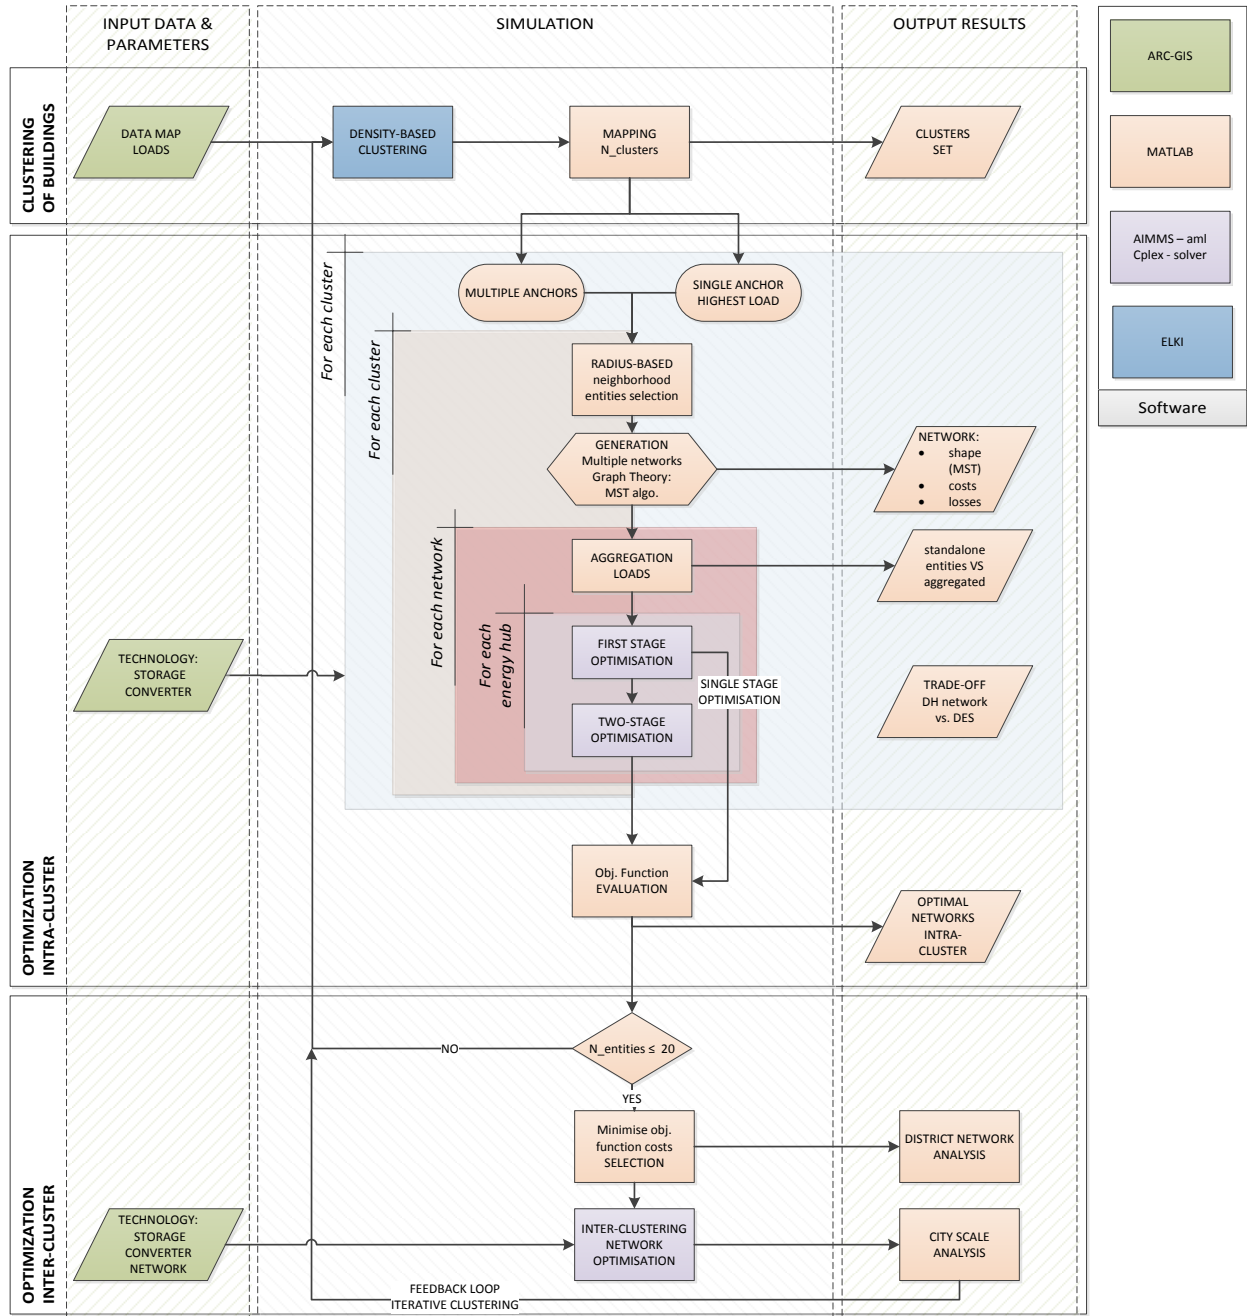 INPUT DATA &
PARAMETERS
SIMULATION
OUTPUT RESULTS
ARC-GIS
MATLAB
AIMMS – aml
Cplex - solver
ELKI
Software
CLUSTERING
OF BUILDINGS
DATA MAP
LOADS
DENSITY-BASED
CLUSTERING
MAPPING
N_clusters
CLUSTERS
SET
OPTIMIZATION
INTRA-CLUSTER
For each cluster
MULTIPLE ANCHORS
SINGLE ANCHOR
HIGHEST LOAD
For each cluster
RADIUS-BASED
neighborhood
entities selection
GENERATION
Multiple networks
Graph Theory:
MST algo.
NETWORK:
• shape
(MST)
• costs
• losses
For each network
AGGREGATION
LOADS
standalone
entities VS
aggregated
For each
energy hub
FIRST STAGE
OPTIMISATION
SINGLE STAGE
OPTIMISATION
TWO-STAGE
OPTIMISATION
TECHNOLOGY:
STORAGE
CONVERTER
TRADE-OFF
DH network
vs. DES
Obj. Function
EVALUATION
OPTIMAL
NETWORKS
INTRA-
CLUSTER
OPTIMIZATION
INTER-CLUSTER
N_entities ≤ 20
NO
YES
Minimise obj.
function costs
SELECTION
DISTRICT NETWORK
ANALYSIS
TECHNOLOGY:
STORAGE
CONVERTER
NETWORK
INTER-CLUSTERING
NETWORK
OPTIMISATION
CITY SCALE
ANALYSIS
FEEDBACK LOOP
ITERATIVE CLUSTERING